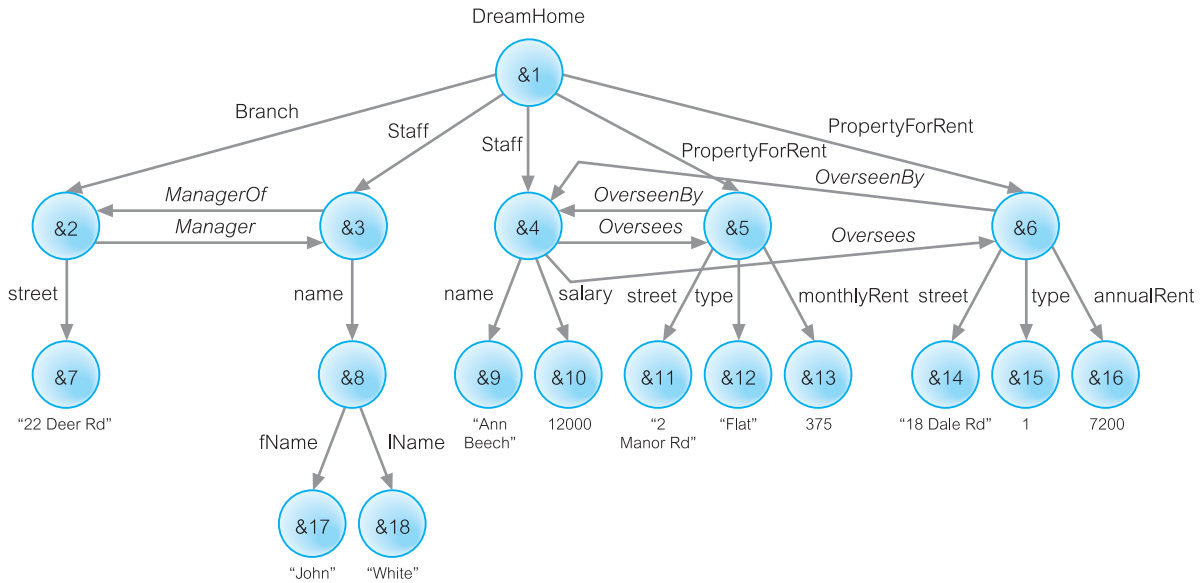 DreamHome
&1
Branch
Staff
Staff
PropertyForRent
PropertyForRent
ManagerOf
OverseenBy
OverseenBy
&2
&3
&4
&5
&6
Manager
Oversees
Oversees
street
name
name
salary
street
type
monthlyRent
street
type
annualRent
&7
&8
&9
&10
&11
&12
&13
&14
&15
&16
“22 Deer Rd”
“Ann
Beech”
12000
“2
Manor Rd”
“Flat”
375
“18 Dale Rd”
1
7200
fName
lName
&17
&18
“John”
“White”